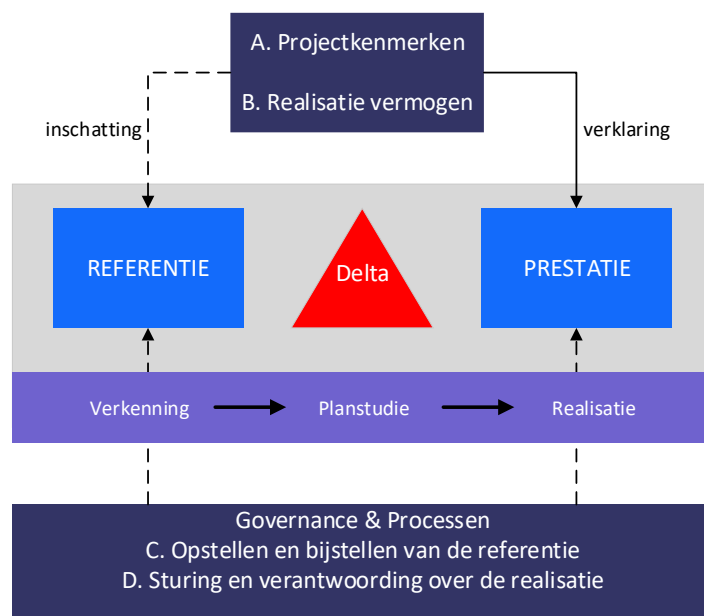 A. Projectkenmerken
B. Realisatie vermogen
inschatting
verklaring
REFERENTIE
Delta
PRESTATIE
Verkenning
Planstudie
Realisatie
Governance & Processen
C. Opstellen en bijstellen van de referentie
D. Sturing en verantwoording over de realisatie